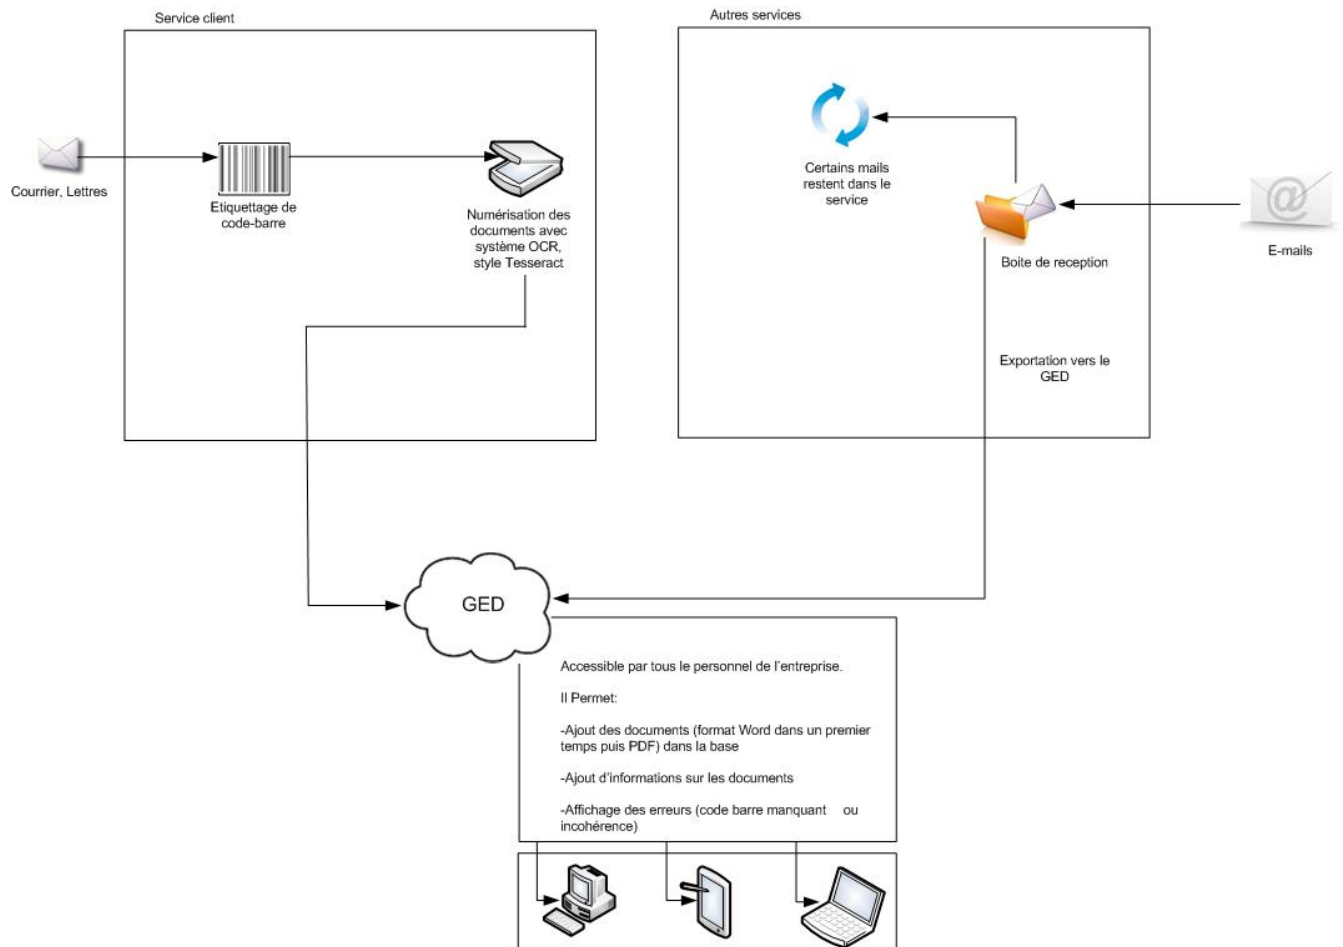 Service client
Autres services
Courrier, Lettres
Etiquettage de
code-barre
Numérisation des
documents avec
système OCR,
style Tesseract
Certains mails
restent dans le
service
Boite de reception
@
E-mails
Exportation vers le
GED
GED
Accessible par tous le personnel de l'entreprise.
Il Permet:
-Ajout des documents (format Word dans un premier
temps puis PDF) dans la base
-Ajout d'informations sur les documents
-Affichage des erreurs (code barre manquant ou
incohérence)